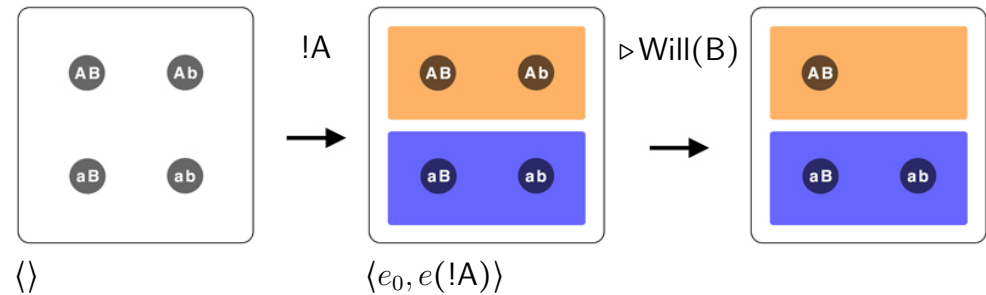 !A
▹Will(B)
AB Ab AB Ab AB
aB ab aB ab aB ab
⟨⟩ ⟨e₀, e(!A)⟩